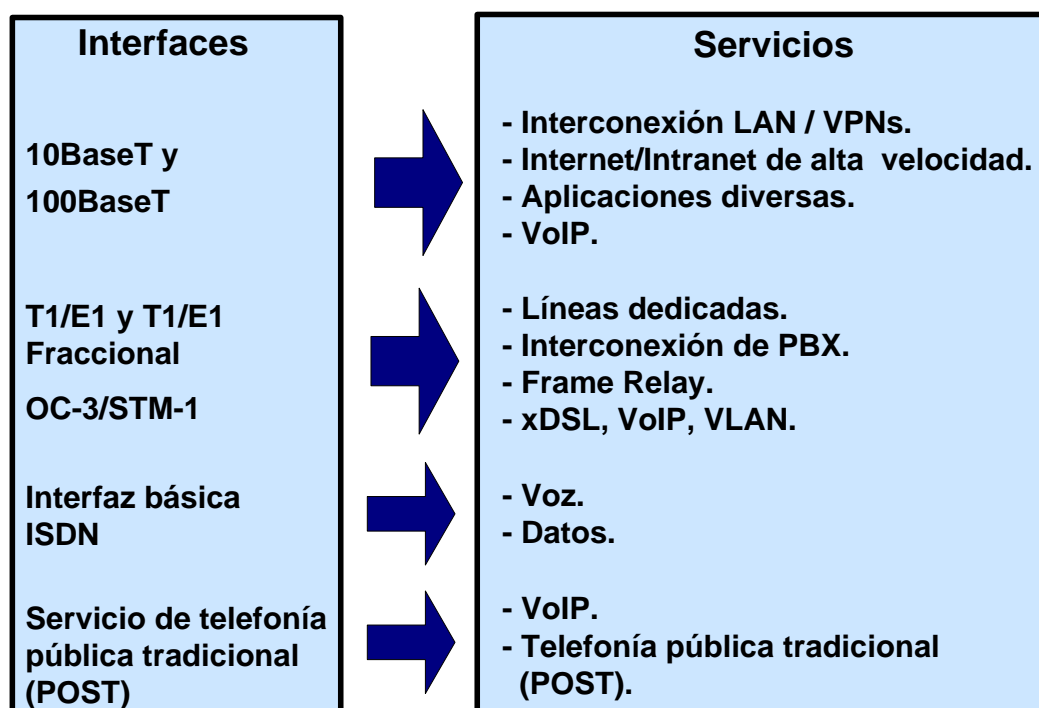 Interfaces
10BaseT y
100BaseT
T1/E1 y T1/E1
Fraccional
OC-3/STM-1
Interfaz básica
ISDN
Servicio de telefonía
pública tradicional
(POST)
Servicios
- Interconexión LAN / VPNs.
- Internet/Intranet de alta velocidad.
- Aplicaciones diversas.
- VoIP.
- Líneas dedicadas.
- Interconexión de PBX.
- Frame Relay.
- xDSL, VoIP, VLAN.
- Voz.
- Datos.
- VoIP.
- Telefonía pública tradicional
(POST).